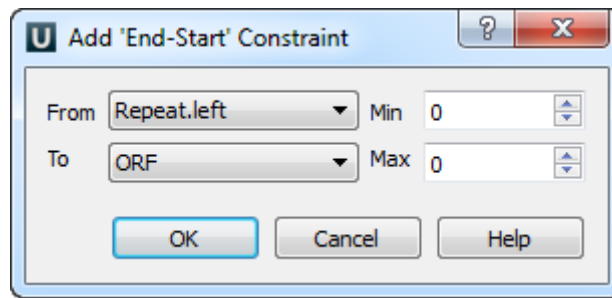 U Add 'End-Start' Constraint ? X
From Repeat.left Min 0
To ORF Max 0
OK Cancel Help